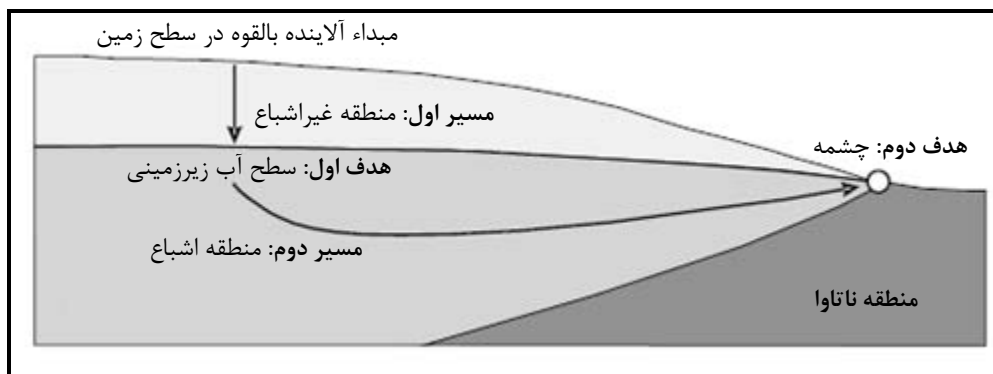 مبداء آلاینده بالقوه در سطح زمین
مسیر اول: منطقه غیراشباع
هدف دوم: چشمه
هدف اول: سطح آب زیرزمینی
مسیر دوم: منطقه اشباع
منطقه ناتاوا